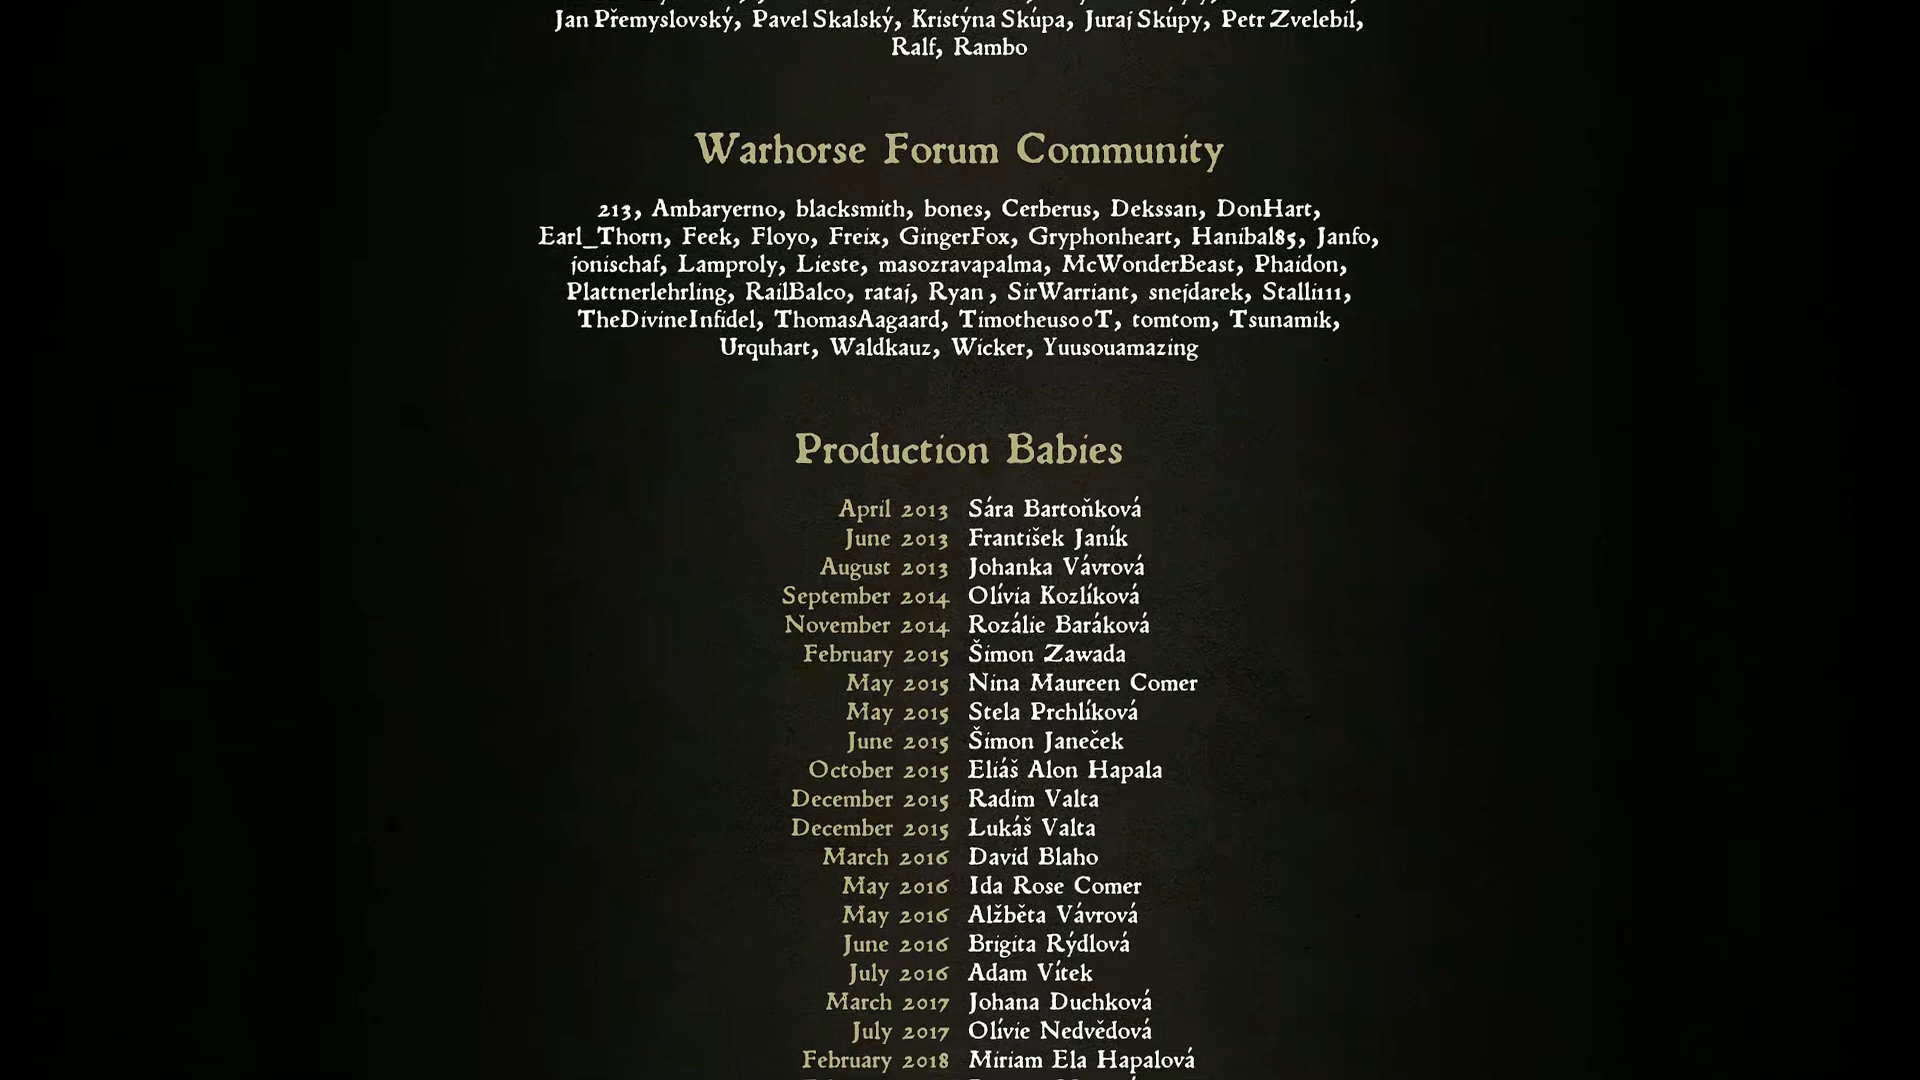 Jan Přemyslovský, Pavel Skalský, Kristýna Skúpa, Juraj Skúpy, Petr Zvelebil,
Ralf, Rambo
Warhorse Forum Community
213, Ambaryerno, blacksmith, bones, Cerberus, Dekssan, DonHart,
Earl_Thorn, Feek, Floyo, Freix, GingerFox, Gryphonheart, Hanibal85, Janfo,
jonischaf, Lamproly, Lieste, masozravapalma, McWonderBeast, Phaidon,
Plattnerlehrling, RailBalco, rataj, Ryan , SirWarriant, snejdarek, Stalli111,
TheDivineInfidel, ThomasAagaard, Timotheus00T, tomtom, Tsunamik,
Urquhart, Waldkauz, Wicker, Yuusouamazing
Production Babies
April 2013 Sára Bartoňková
June 2013 František Janík
August 2013 Johanka Vávrová
September 2014 Olívia Kozlíková
November 2014 Rozálie Baráková
February 2015 Šimon Zawada
May 2015 Nina Maureen Comer
May 2015 Stela Prchlíková
June 2015 Šimon Janeček
October 2015 Eliáš Alon Hapala
December 2015 Radim Valta
December 2015 Lukáš Valta
March 2016 David Blaho
May 2016 Ida Rose Comer
May 2016 Alžběta Vávrová
June 2016 Brigita Rýdlová
July 2016 Adam Vítek
March 2017 Johana Duchková
July 2017 Olívie Nedvědová
February 2018 Miriam Ela Hapalová